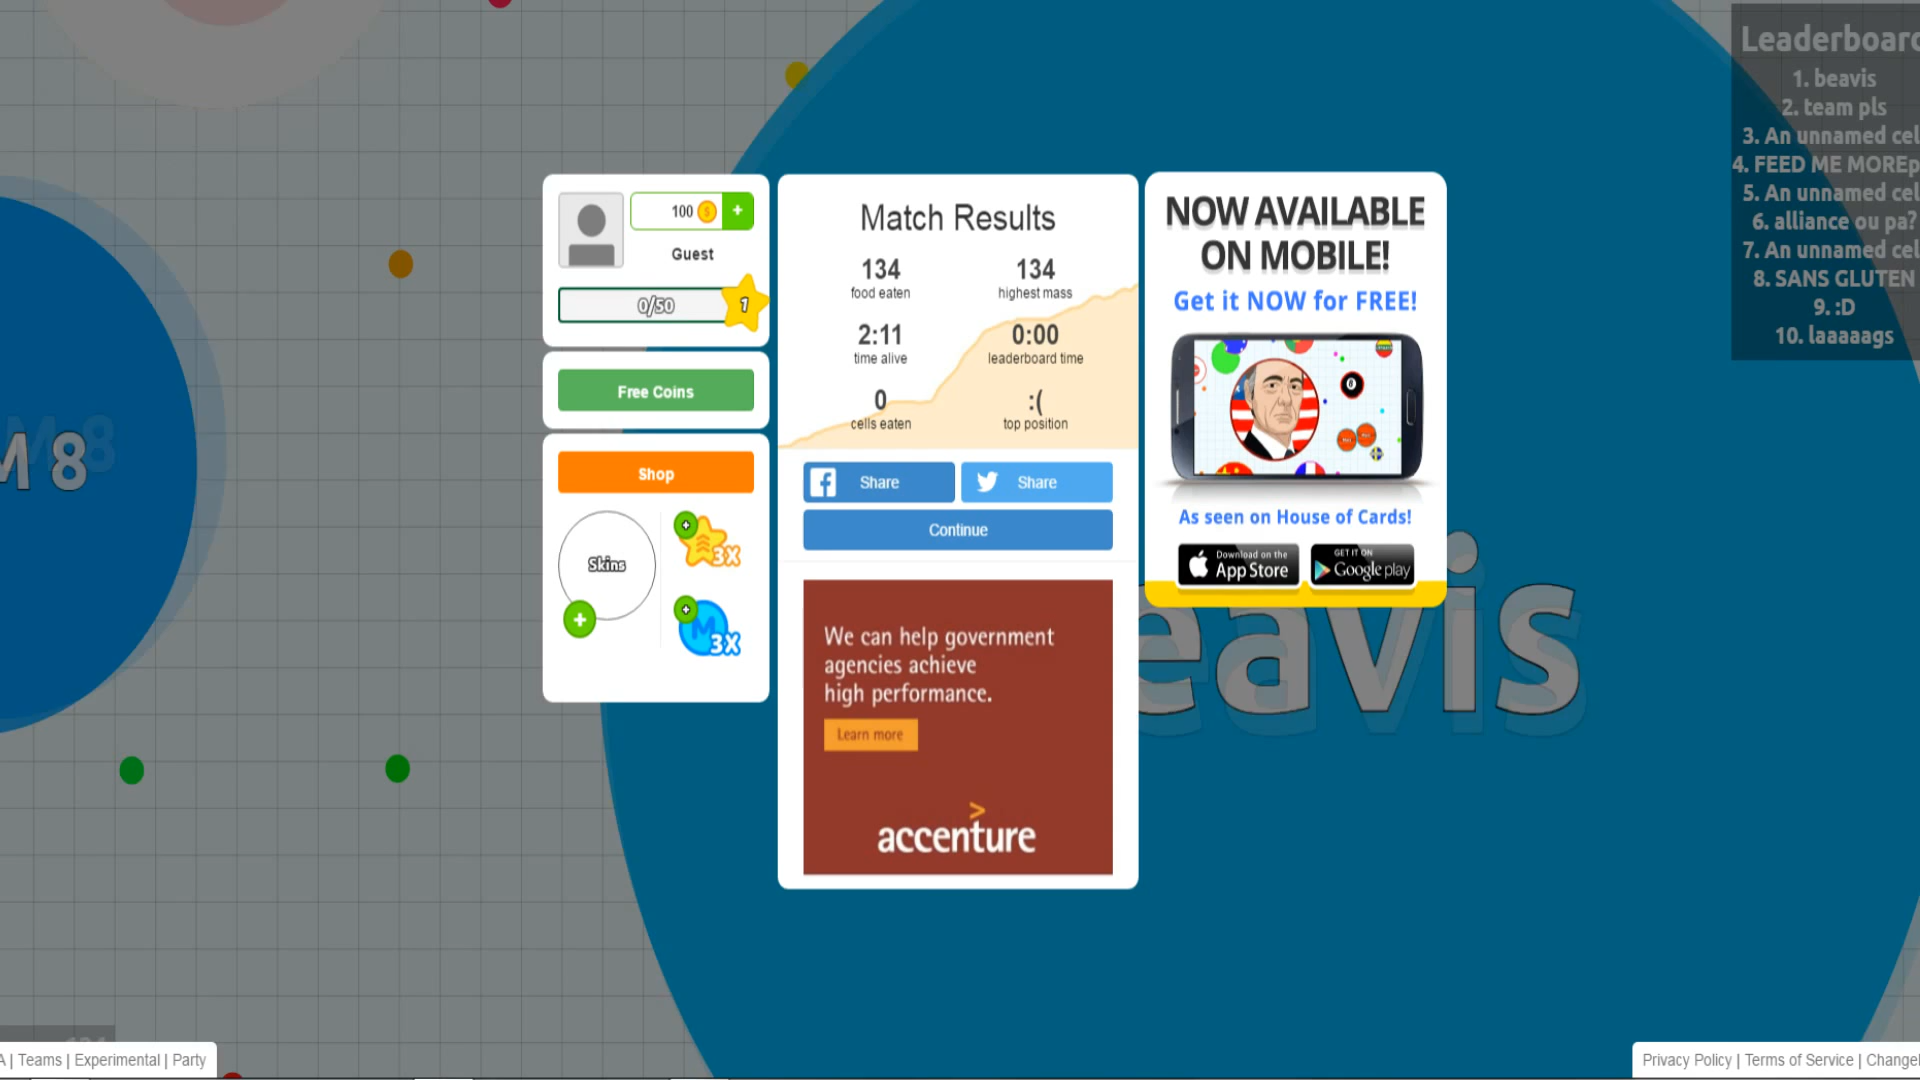 Leaderboard
1. beavis
2. team pls
3. An unnamed cel
4. FEED ME MOREp
5. An unnamed cel
6. alliance ou pa?
7. An unnamed cel
8. SANS GLUTEN
9. :D
10. laaaaags
M 8
beavis
100
+
Guest
0/50
1
Free Coins
Shop
Skins
3X
M
3X
Match Results
134
food eaten
134
highest mass
2:11
time alive
0:00
leaderboard time
0
cells eaten
:(
top position
Share
Share
Continue
We can help government
agencies achieve
high performance.
Learn more
>
accenture
NOW AVAILABLE
ON MOBILE!
Get it NOW for FREE!
8
As seen on House of Cards!
Download on the
App Store
GET IT ON
Google play
134
A | Teams | Experimental | Party
Privacy Policy | Terms of Service | Changel